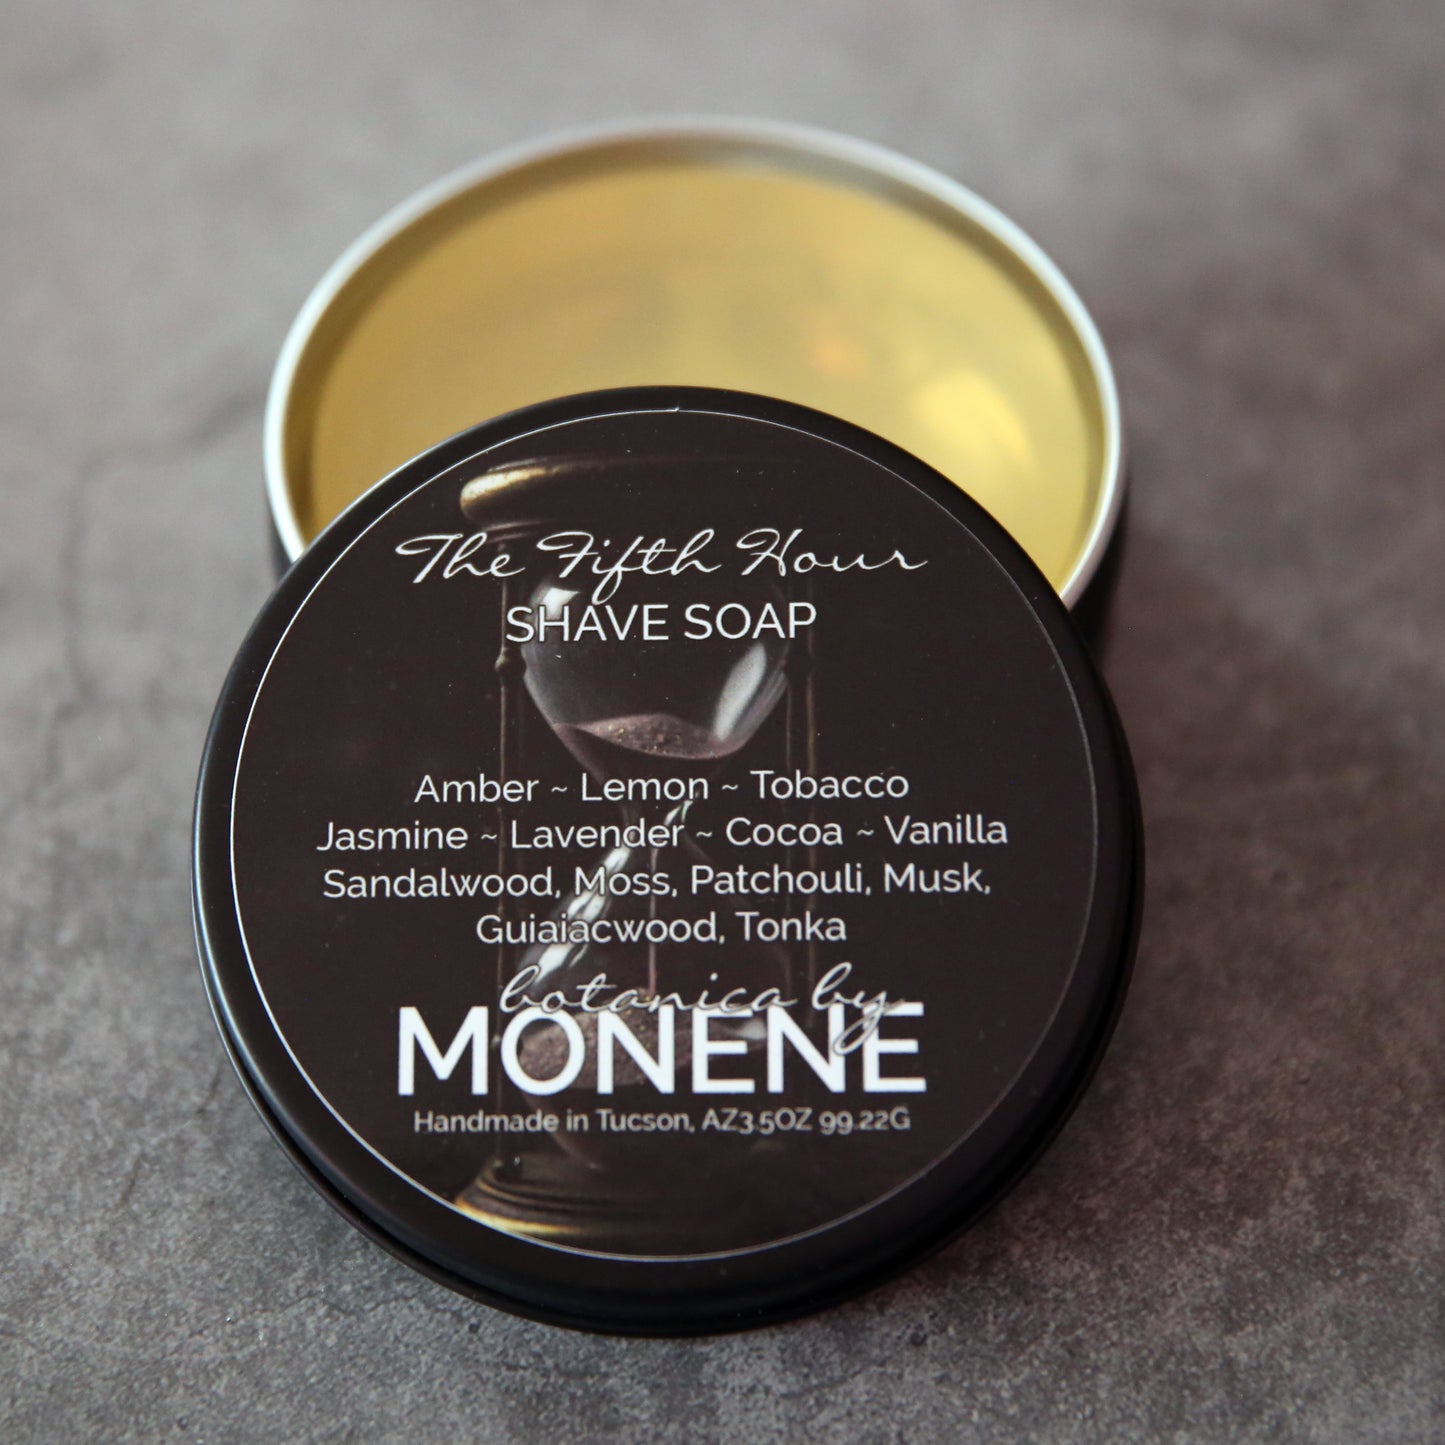 The Fifth Hour
SHAVE SOAP
Amber ~ Lemon ~ Tobacco
Jasmine ~ Lavender ~ Cocoa ~ Vanilla
Sandalwood, Moss, Patchouli, Musk,
Guiaiacwood, Tonka
botanica by
MONENE
Handmade in Tucson, AZ3.5OZ 99.22G